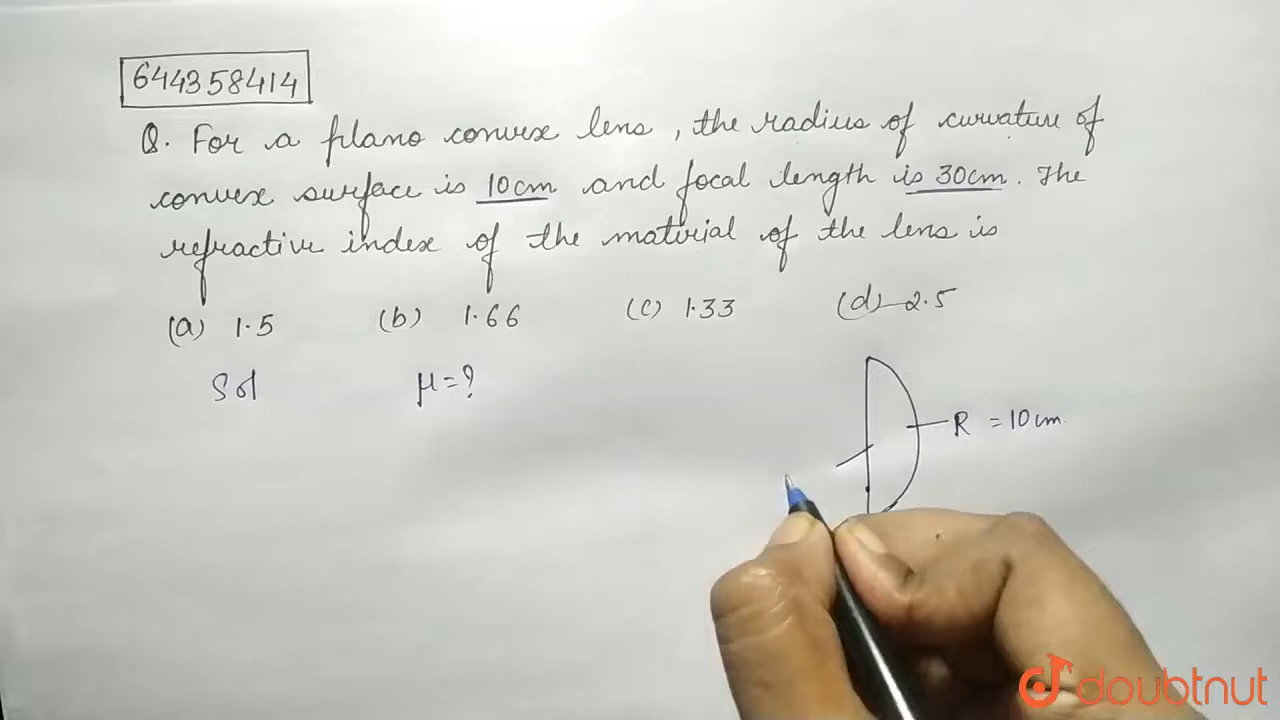 644358414
Q. For a plano convex lens, the radius of curvature of
convex surface is 10cm and focal length is 30cm. The
refractive index of the material of the lens is
(a) 1.5 (b) 1.66 (c) 1.33 (d) 2.5
Sol μ=?
R = 10cm.
doubtnut